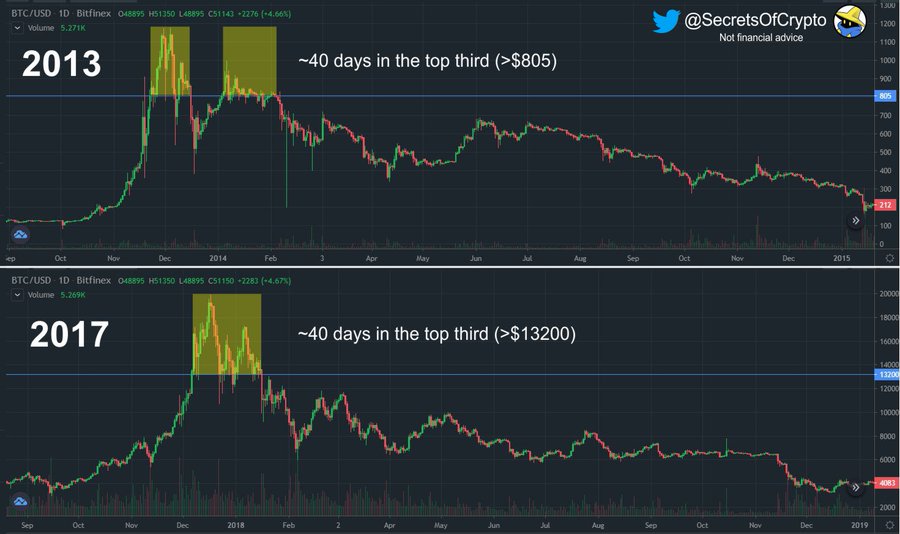 BTC/USD · 1D · Bitfinex O48895 H51350 L48895 C51143 +2276 (+4.66%)
Volume 5.271K
@SecretsOfCrypto
Not financial advice
2013
~40 days in the top third (>$805)
1300
1200
1100
1000
900
805
700
600
500
400
300
212
100
0
Sep Oct Nov Dec 2014 Feb 3 Apr May Jun Jul Aug Sep Oct Nov Dec 2015
BTC/USD · 1D · Bitfinex O48895 H51350 L48895 C51150 +2283 (+4.67%)
Volume 5.269K
2017
~40 days in the top third (>$13200)
20000
18000
16000
14000
13200
10000
8000
6000
4083
2000
Sep Oct Nov Dec 2018 Feb 2 Apr May Jun Jul Aug Sep Oct Nov Dec 2019